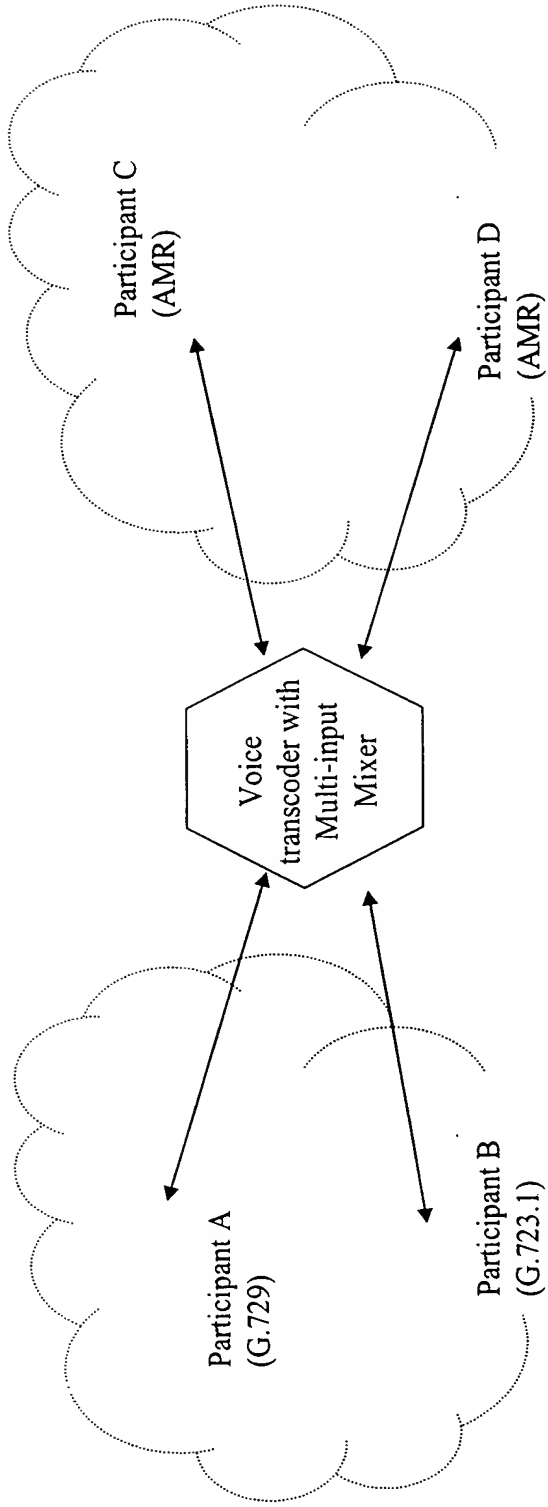 Participant A
(G.729)
Participant B
(G.723.1)
Voice
transcoder with
Multi-input
Mixer
Participant C
(AMR)
Participant D
(AMR)